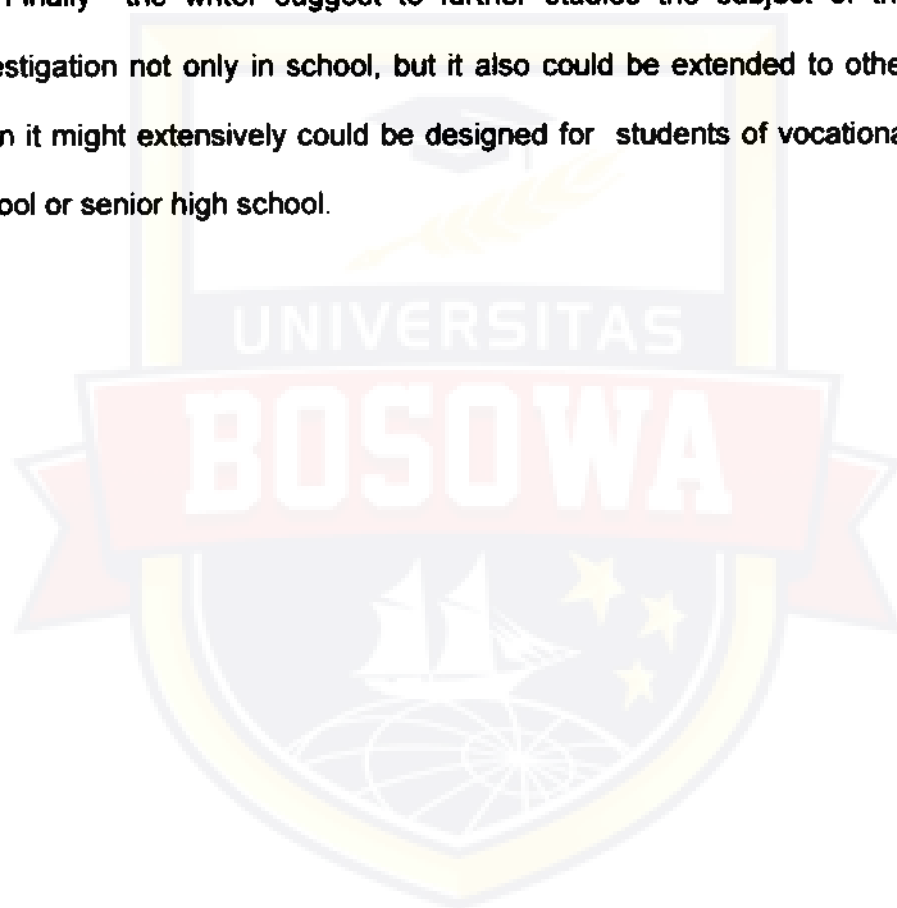 Finally the writer suggest to further studies the subject of th
estigation not only in school, but it also could be extended to othe
n it might extensively could be designed for students of vocationa
ool or senior high school.
UNIVERSITAS
BOSOWA